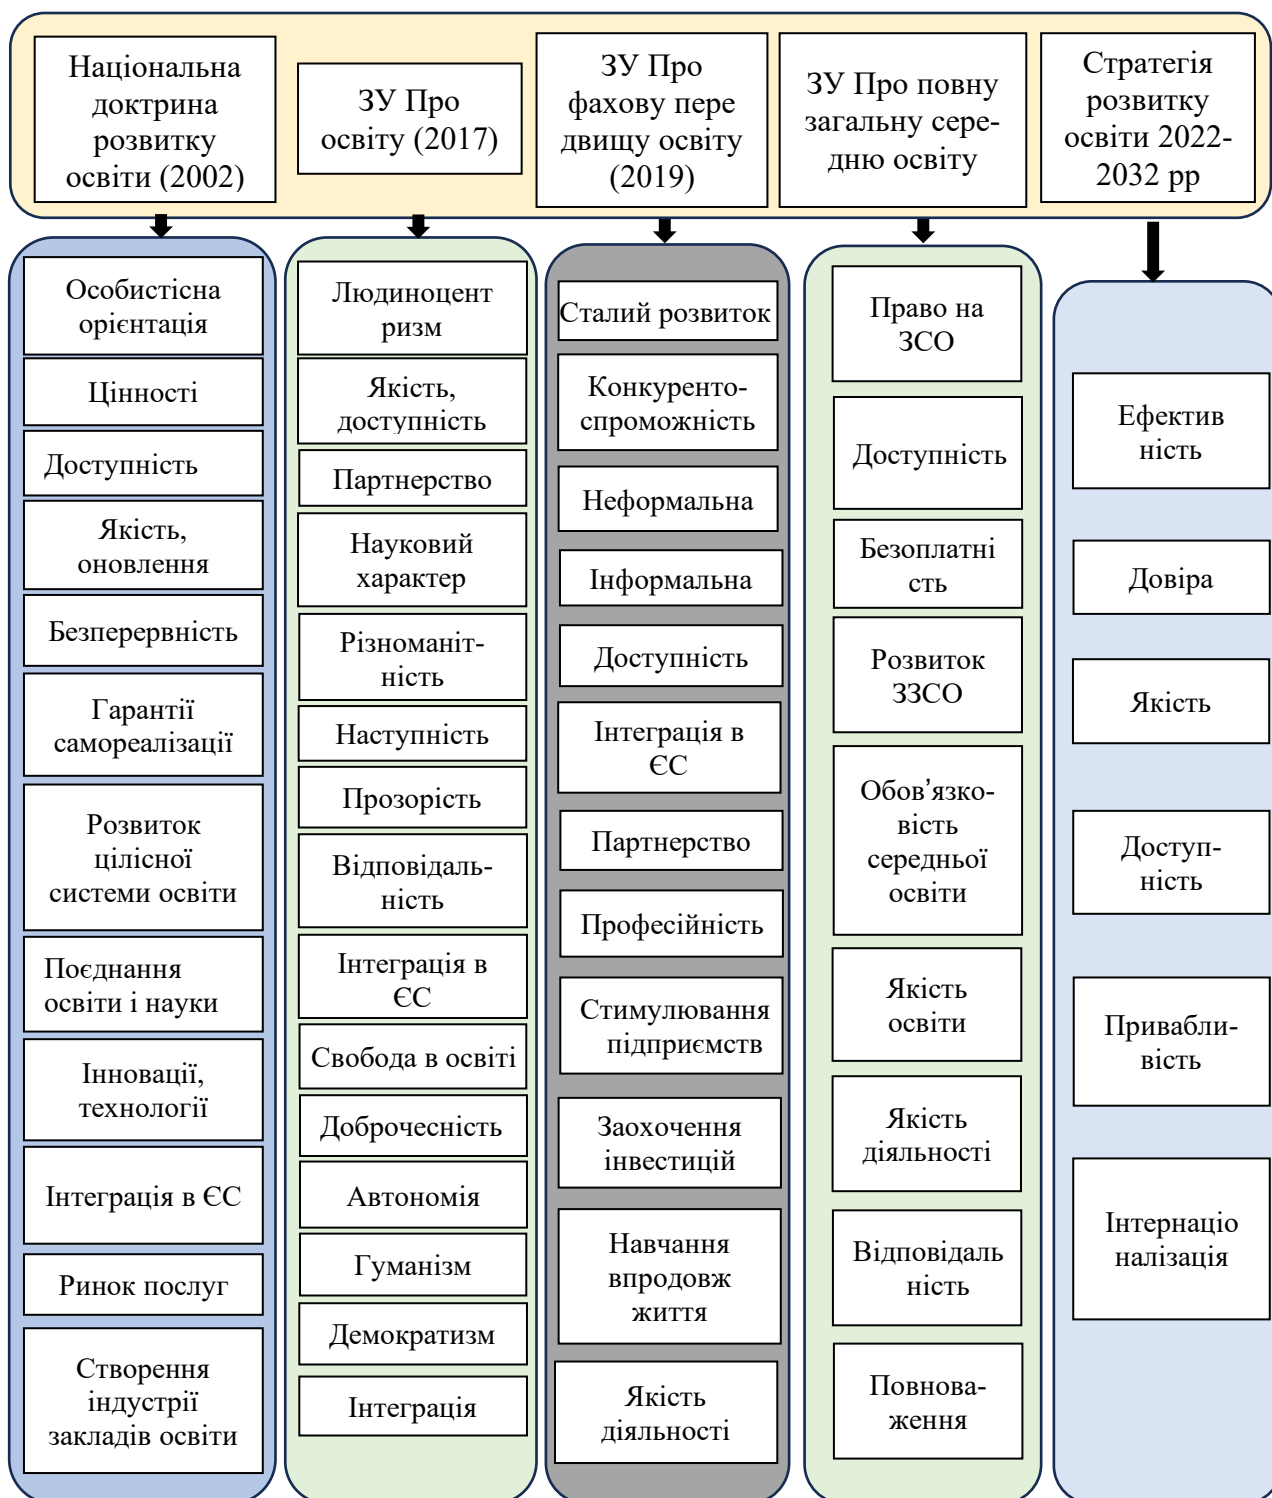 Національна
доктрина
розвитку
освіти (2002)
ЗУ Про
освіту (2017)
ЗУ Про
фахову пере
двищу освіту
(2019)
ЗУ Про повну
загальну сере-
дню освіту
Стратегія
розвитку
освіти 2022-
2032 рр
Особистісна
орієнтація
Цінності
Доступність
Якість,
оновлення
Безперервність
Гарантії
самореалізації
Розвиток
цілісної
системи освіти
Поєднання
освіти і науки
Інновації,
технології
Інтеграція в ЄС
Ринок послуг
Створення
індустрії
закладів освіти
Людиноцент
ризм
Якість,
доступність
Партнерство
Науковий
характер
Різноманіт-
ність
Наступність
Прозорість
Відповідаль-
ність
Інтеграція в
ЄС
Свобода в освіті
Доброчесність
Автономія
Гуманізм
Демократизм
Інтеграція
Сталий розвиток
Конкуренто-
спроможність
Неформальна
Інформальна
Доступність
Інтеграція в
ЄС
Партнерство
Професійність
Стимулювання
підприємств
Заохочення
інвестицій
Навчання
впродовж
життя
Якість
діяльності
Право на
ЗСО
Доступність
Безоплатні
сть
Розвиток
ЗЗСО
Обов’язко-
вість
середньої
освіти
Якість
освіти
Якість
діяльності
Відповідаль
ність
Повнова-
ження
Ефектив
ність
Довіра
Якість
Доступ-
ність
Привабли-
вість
Інтернаціо
налізація